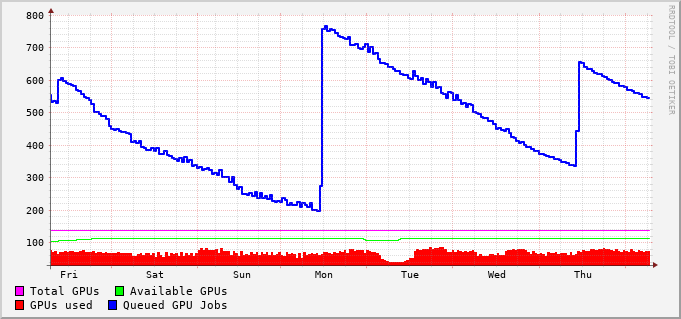 800
700
600
500
400
300
200
100
Fri Sat Sun Mon Tue Wed Thu
Total GPUs Available GPUs
GPUs used Queued GPU Jobs
RRDTOOL / TOBI OETIKER